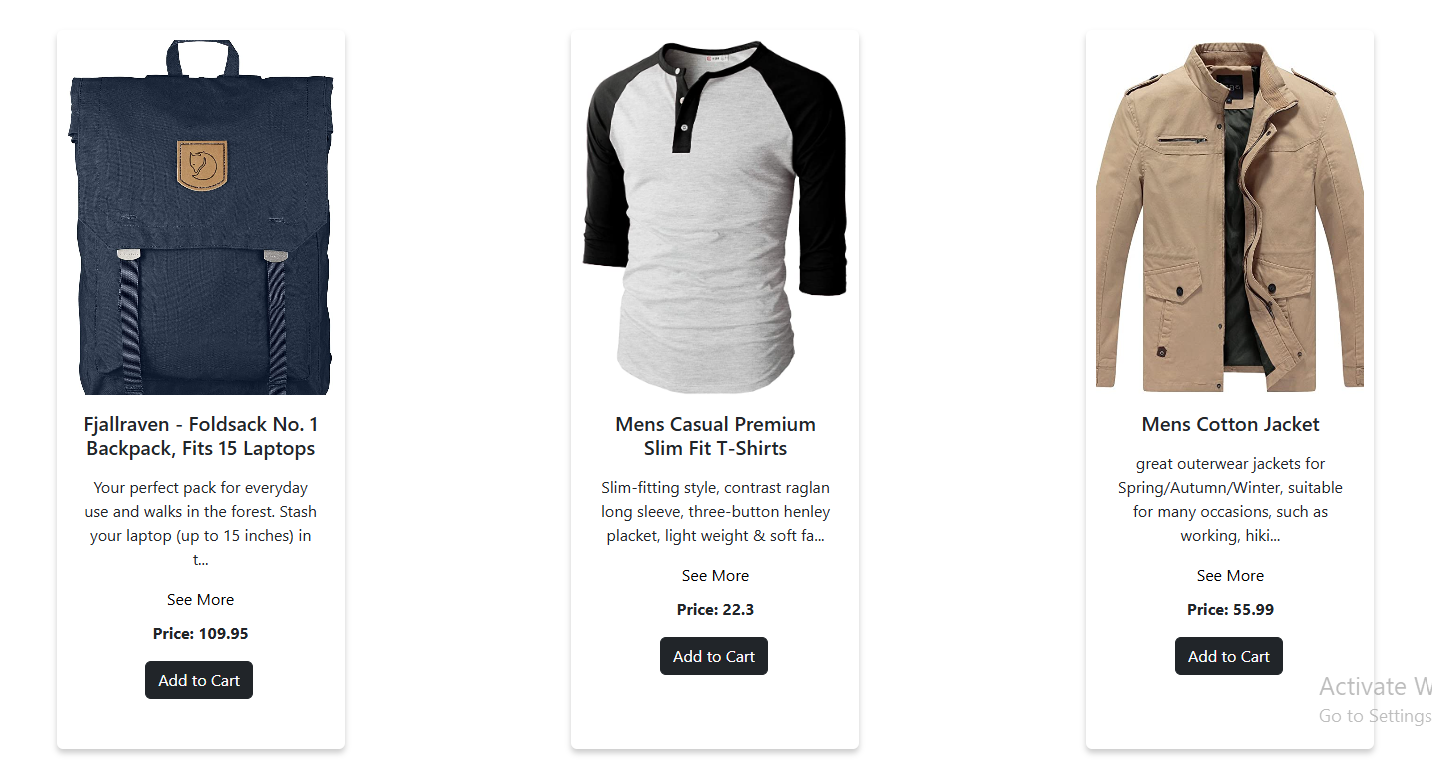 Fjallraven - Foldsack No. 1
Backpack, Fits 15 Laptops
Your perfect pack for everyday
use and walks in the forest. Stash
your laptop (up to 15 inches) in
t...
See More
Price: 109.95
Add to Cart
Mens Casual Premium
Slim Fit T-Shirts
Slim-fitting style, contrast raglan
long sleeve, three-button henley
placket, light weight & soft fa...
See More
Price: 22.3
Add to Cart
Mens Cotton Jacket
great outerwear jackets for
Spring/Autumn/Winter, suitable
for many occasions, such as
working, hiki...
See More
Price: 55.99
Add to Cart
Activate W
Go to Settings